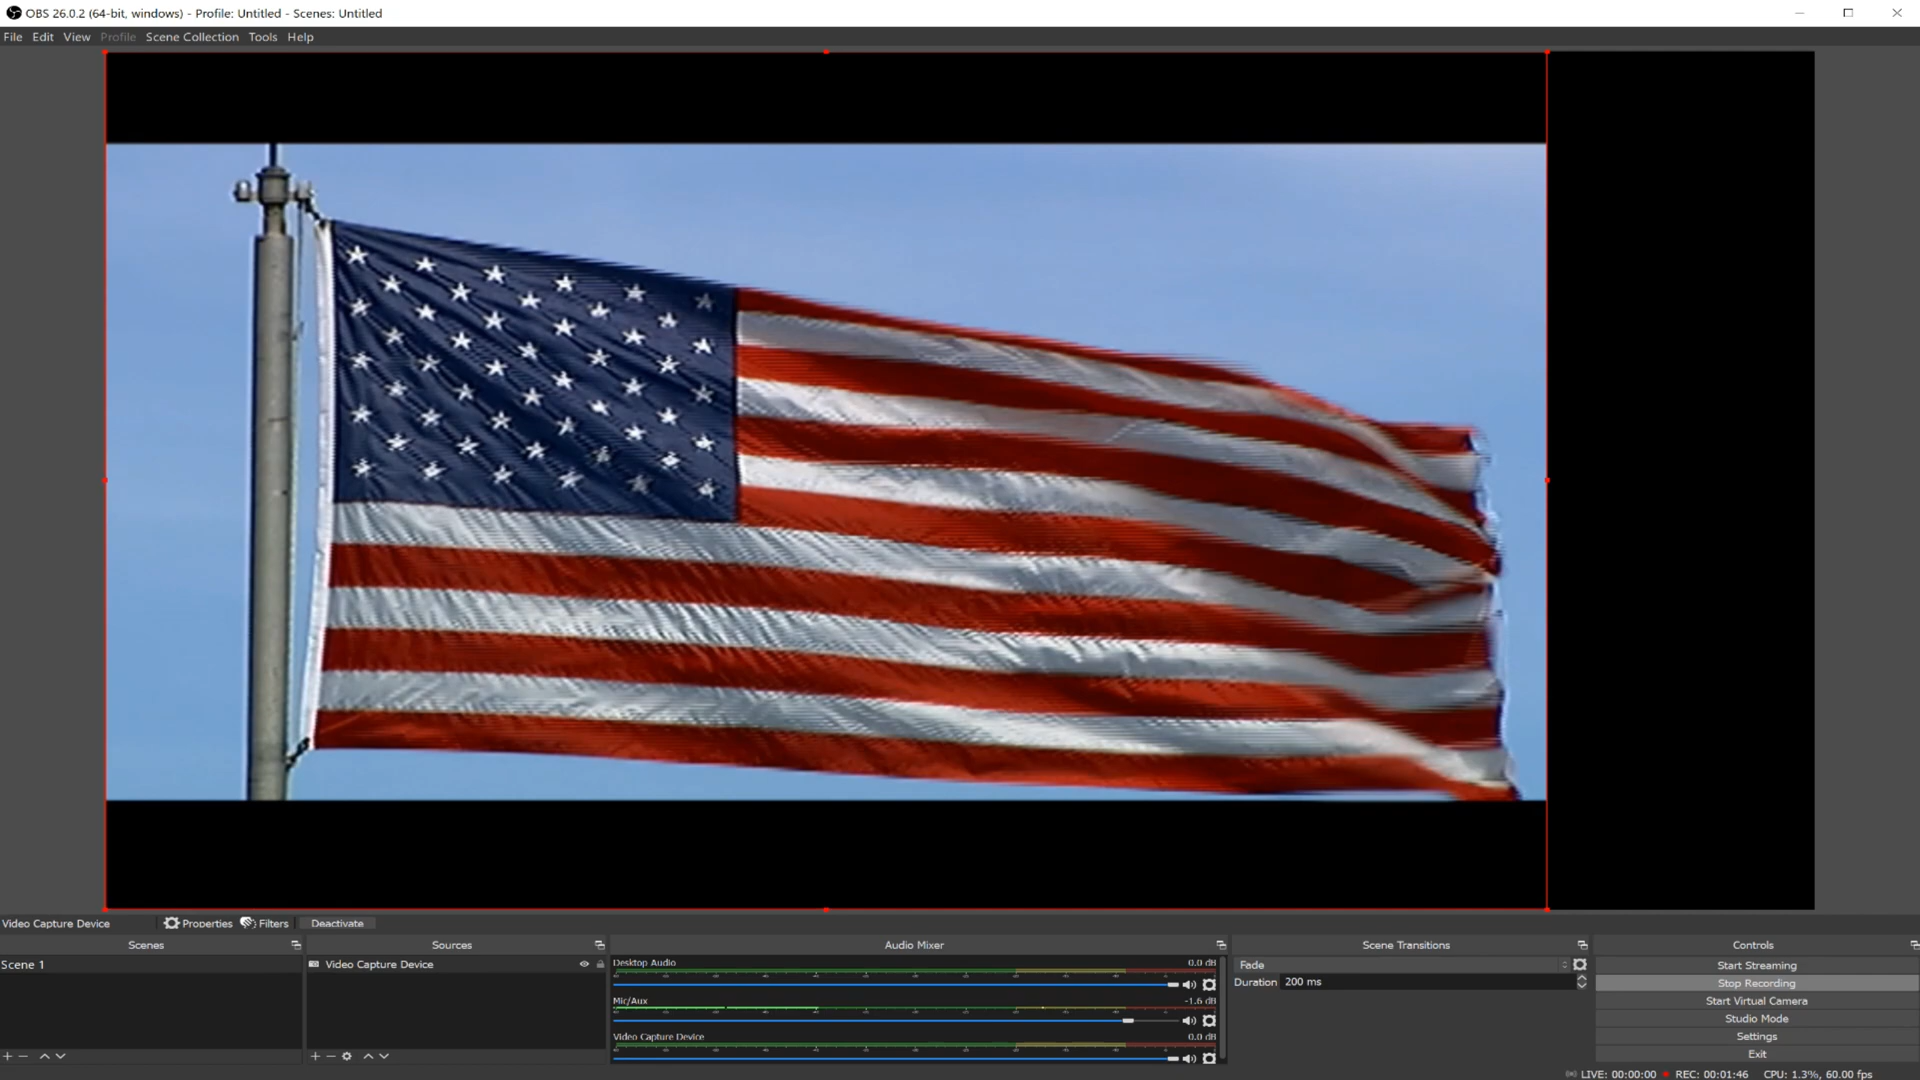 OBS 26.0.2 (64-bit, windows) - Profile: Untitled - Scenes: Untitled
File Edit View Profile Scene Collection Tools Help
Video Capture Device Properties Filters Deactivate
Scenes
Scene 1
Sources
Video Capture Device
Audio Mixer
Desktop Audio 0.0 dB
Mic/Aux -1.6 dB
Video Capture Device 0.0 dB
Scene Transitions
Fade
Duration 200 ms
Controls
Start Streaming
Stop Recording
Start Virtual Camera
Studio Mode
Settings
Exit
LIVE: 00:00:00 REC: 00:01:46 CPU: 1.3%, 60.00 fps